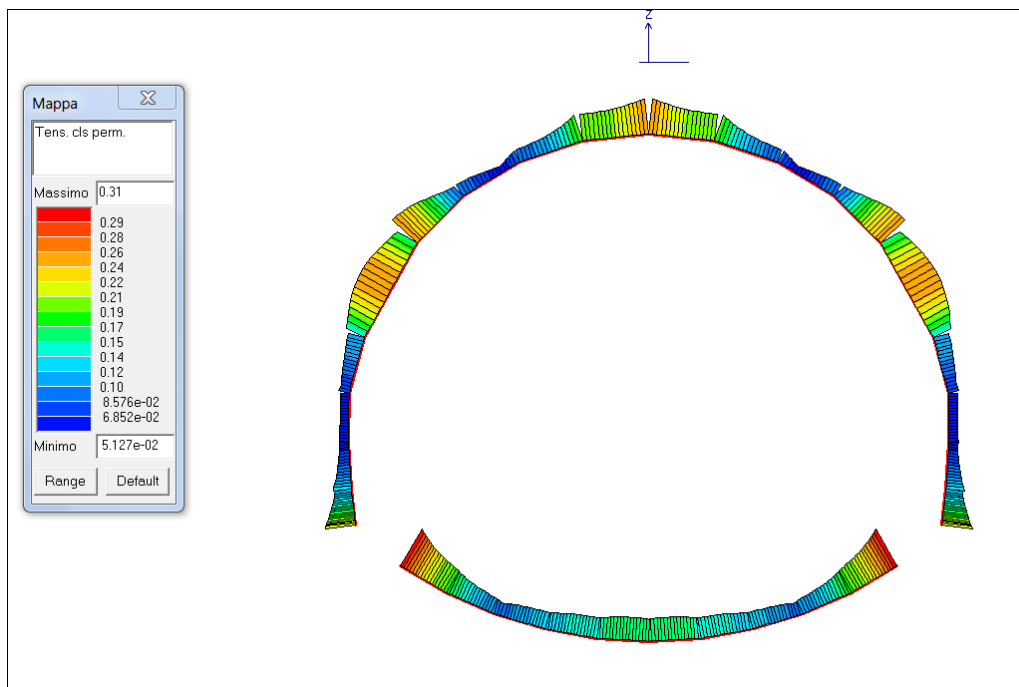 Z
Mappa
Tens. cls perm.
Massimo 0.31
0.29
0.28
0.26
0.24
0.22
0.21
0.19
0.17
0.15
0.14
0.12
0.10
8.576e-02
6.852e-02
Minimo 5.127e-02
Range Default